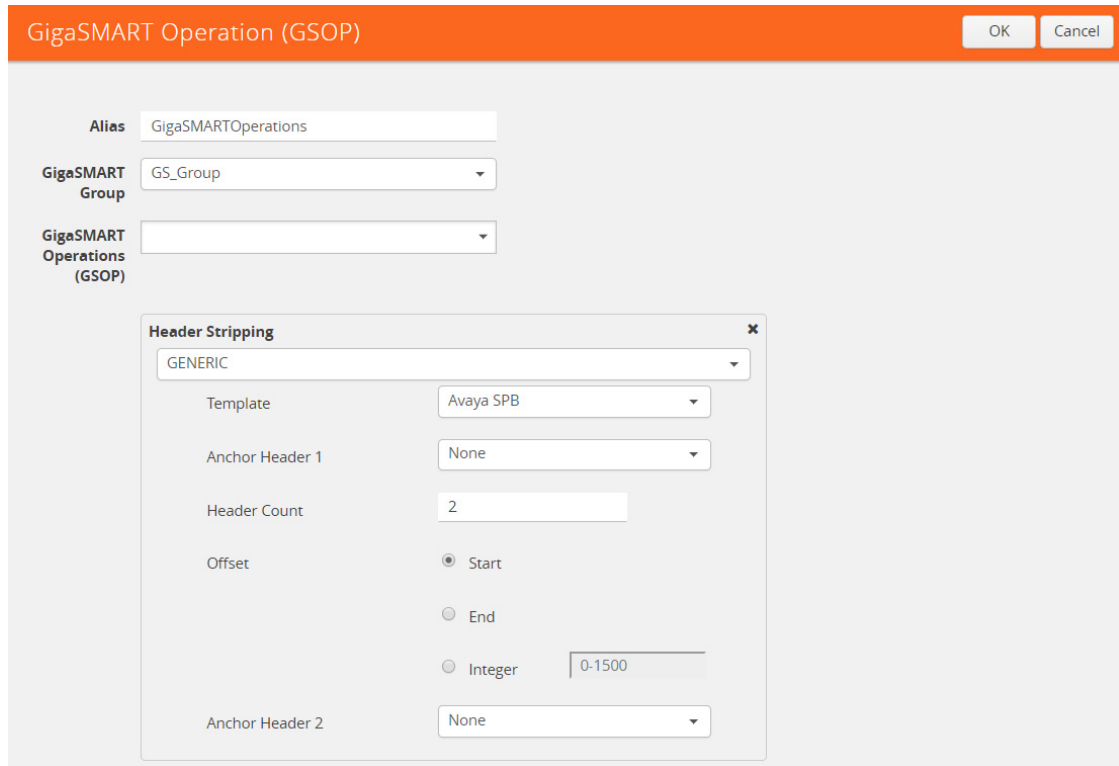 GigaSMART Operation (GSOP)
OK
Cancel
Alias
GigaSMARTOperations
GigaSMART
Group
GS_Group
GigaSMART
Operations
(GSOP)
Header Stripping
GENERIC
Template
Avaya SPB
Anchor Header 1
None
Header Count
2
Offset
Start
End
Integer
0-1500
Anchor Header 2
None